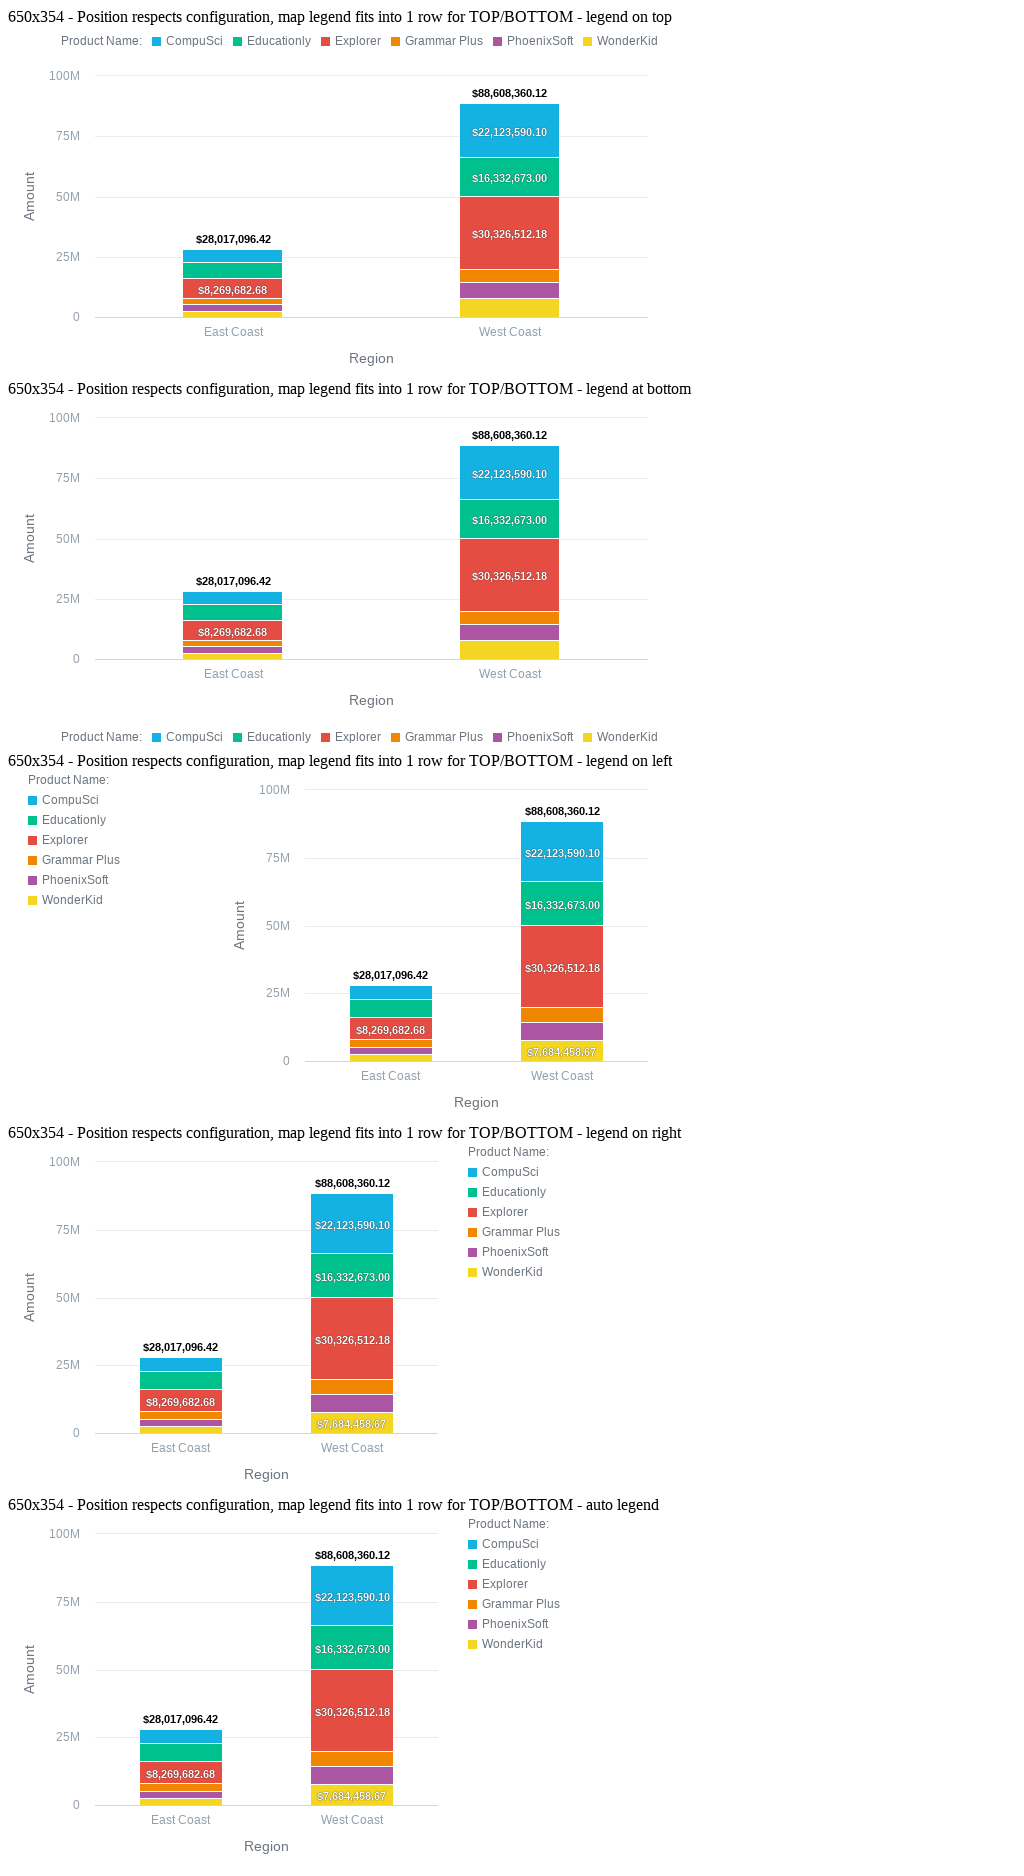 650x354 - Position respects configuration, map legend fits into 1 row for TOP/BOTTOM - legend on top
Product Name: CompuSci Educationly Explorer Grammar Plus PhoenixSoft WonderKid
100M
$88,608,360.12
$22,123,590.10
75M
$16,332,673.00
50M
Amount
$30,326,512.18
$28,017,096.42
25M
$8,269,682.68
0
East Coast West Coast
Region
650x354 - Position respects configuration, map legend fits into 1 row for TOP/BOTTOM - legend at bottom
100M
$88,608,360.12
$22,123,590.10
75M
$16,332,673.00
50M
Amount
$30,326,512.18
$28,017,096.42
25M
$8,269,682.68
0
East Coast West Coast
Region
Product Name: CompuSci Educationly Explorer Grammar Plus PhoenixSoft WonderKid
650x354 - Position respects configuration, map legend fits into 1 row for TOP/BOTTOM - legend on left
Product Name:
CompuSci
Educationly
Explorer
Grammar Plus
PhoenixSoft
WonderKid
100M
$88,608,360.12
$22,123,590.10
75M
$16,332,673.00
50M
Amount
$30,326,512.18
$28,017,096.42
25M
$8,269,682.68
$7,684,458.67
0
East Coast West Coast
Region
650x354 - Position respects configuration, map legend fits into 1 row for TOP/BOTTOM - legend on right
100M
$88,608,360.12
$22,123,590.10
75M
$16,332,673.00
50M
Amount
$30,326,512.18
$28,017,096.42
25M
$8,269,682.68
$7,684,458.67
0
East Coast West Coast
Region
Product Name:
CompuSci
Educationly
Explorer
Grammar Plus
PhoenixSoft
WonderKid
650x354 - Position respects configuration, map legend fits into 1 row for TOP/BOTTOM - auto legend
100M
$88,608,360.12
$22,123,590.10
75M
$16,332,673.00
50M
Amount
$30,326,512.18
$28,017,096.42
25M
$8,269,682.68
$7,684,458.67
0
East Coast West Coast
Region
Product Name:
CompuSci
Educationly
Explorer
Grammar Plus
PhoenixSoft
WonderKid